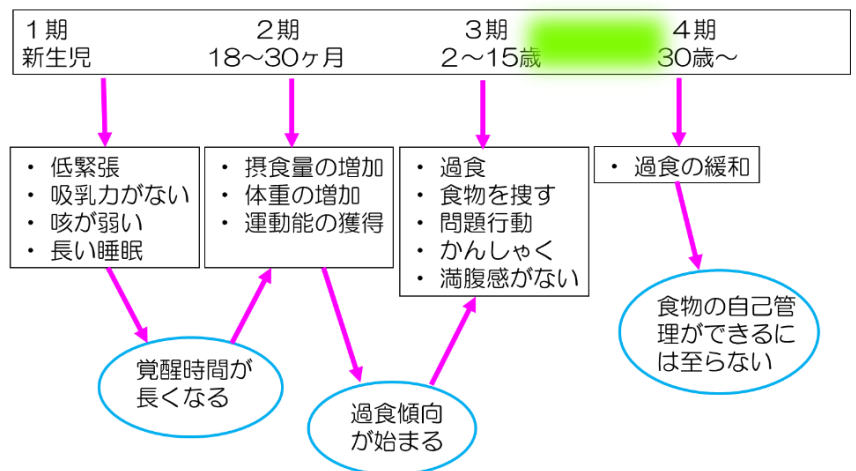 1期
新生児
2期
18～30ヶ月
3期
2～15歳
4期
30歳～
・ 低緊張
・ 吸乳力がない
・ 咳が弱い
・ 長い睡眠
・ 摂食量の増加
・ 体重の増加
・ 運動能の獲得
・ 過食
・ 食物を捜す
・ 問題行動
・ かんしゃく
・ 満腹感がない
・ 過食の緩和
覚醒時間が
長くなる
過食傾向
が始まる
食物の自己管
理ができるに
は至らない